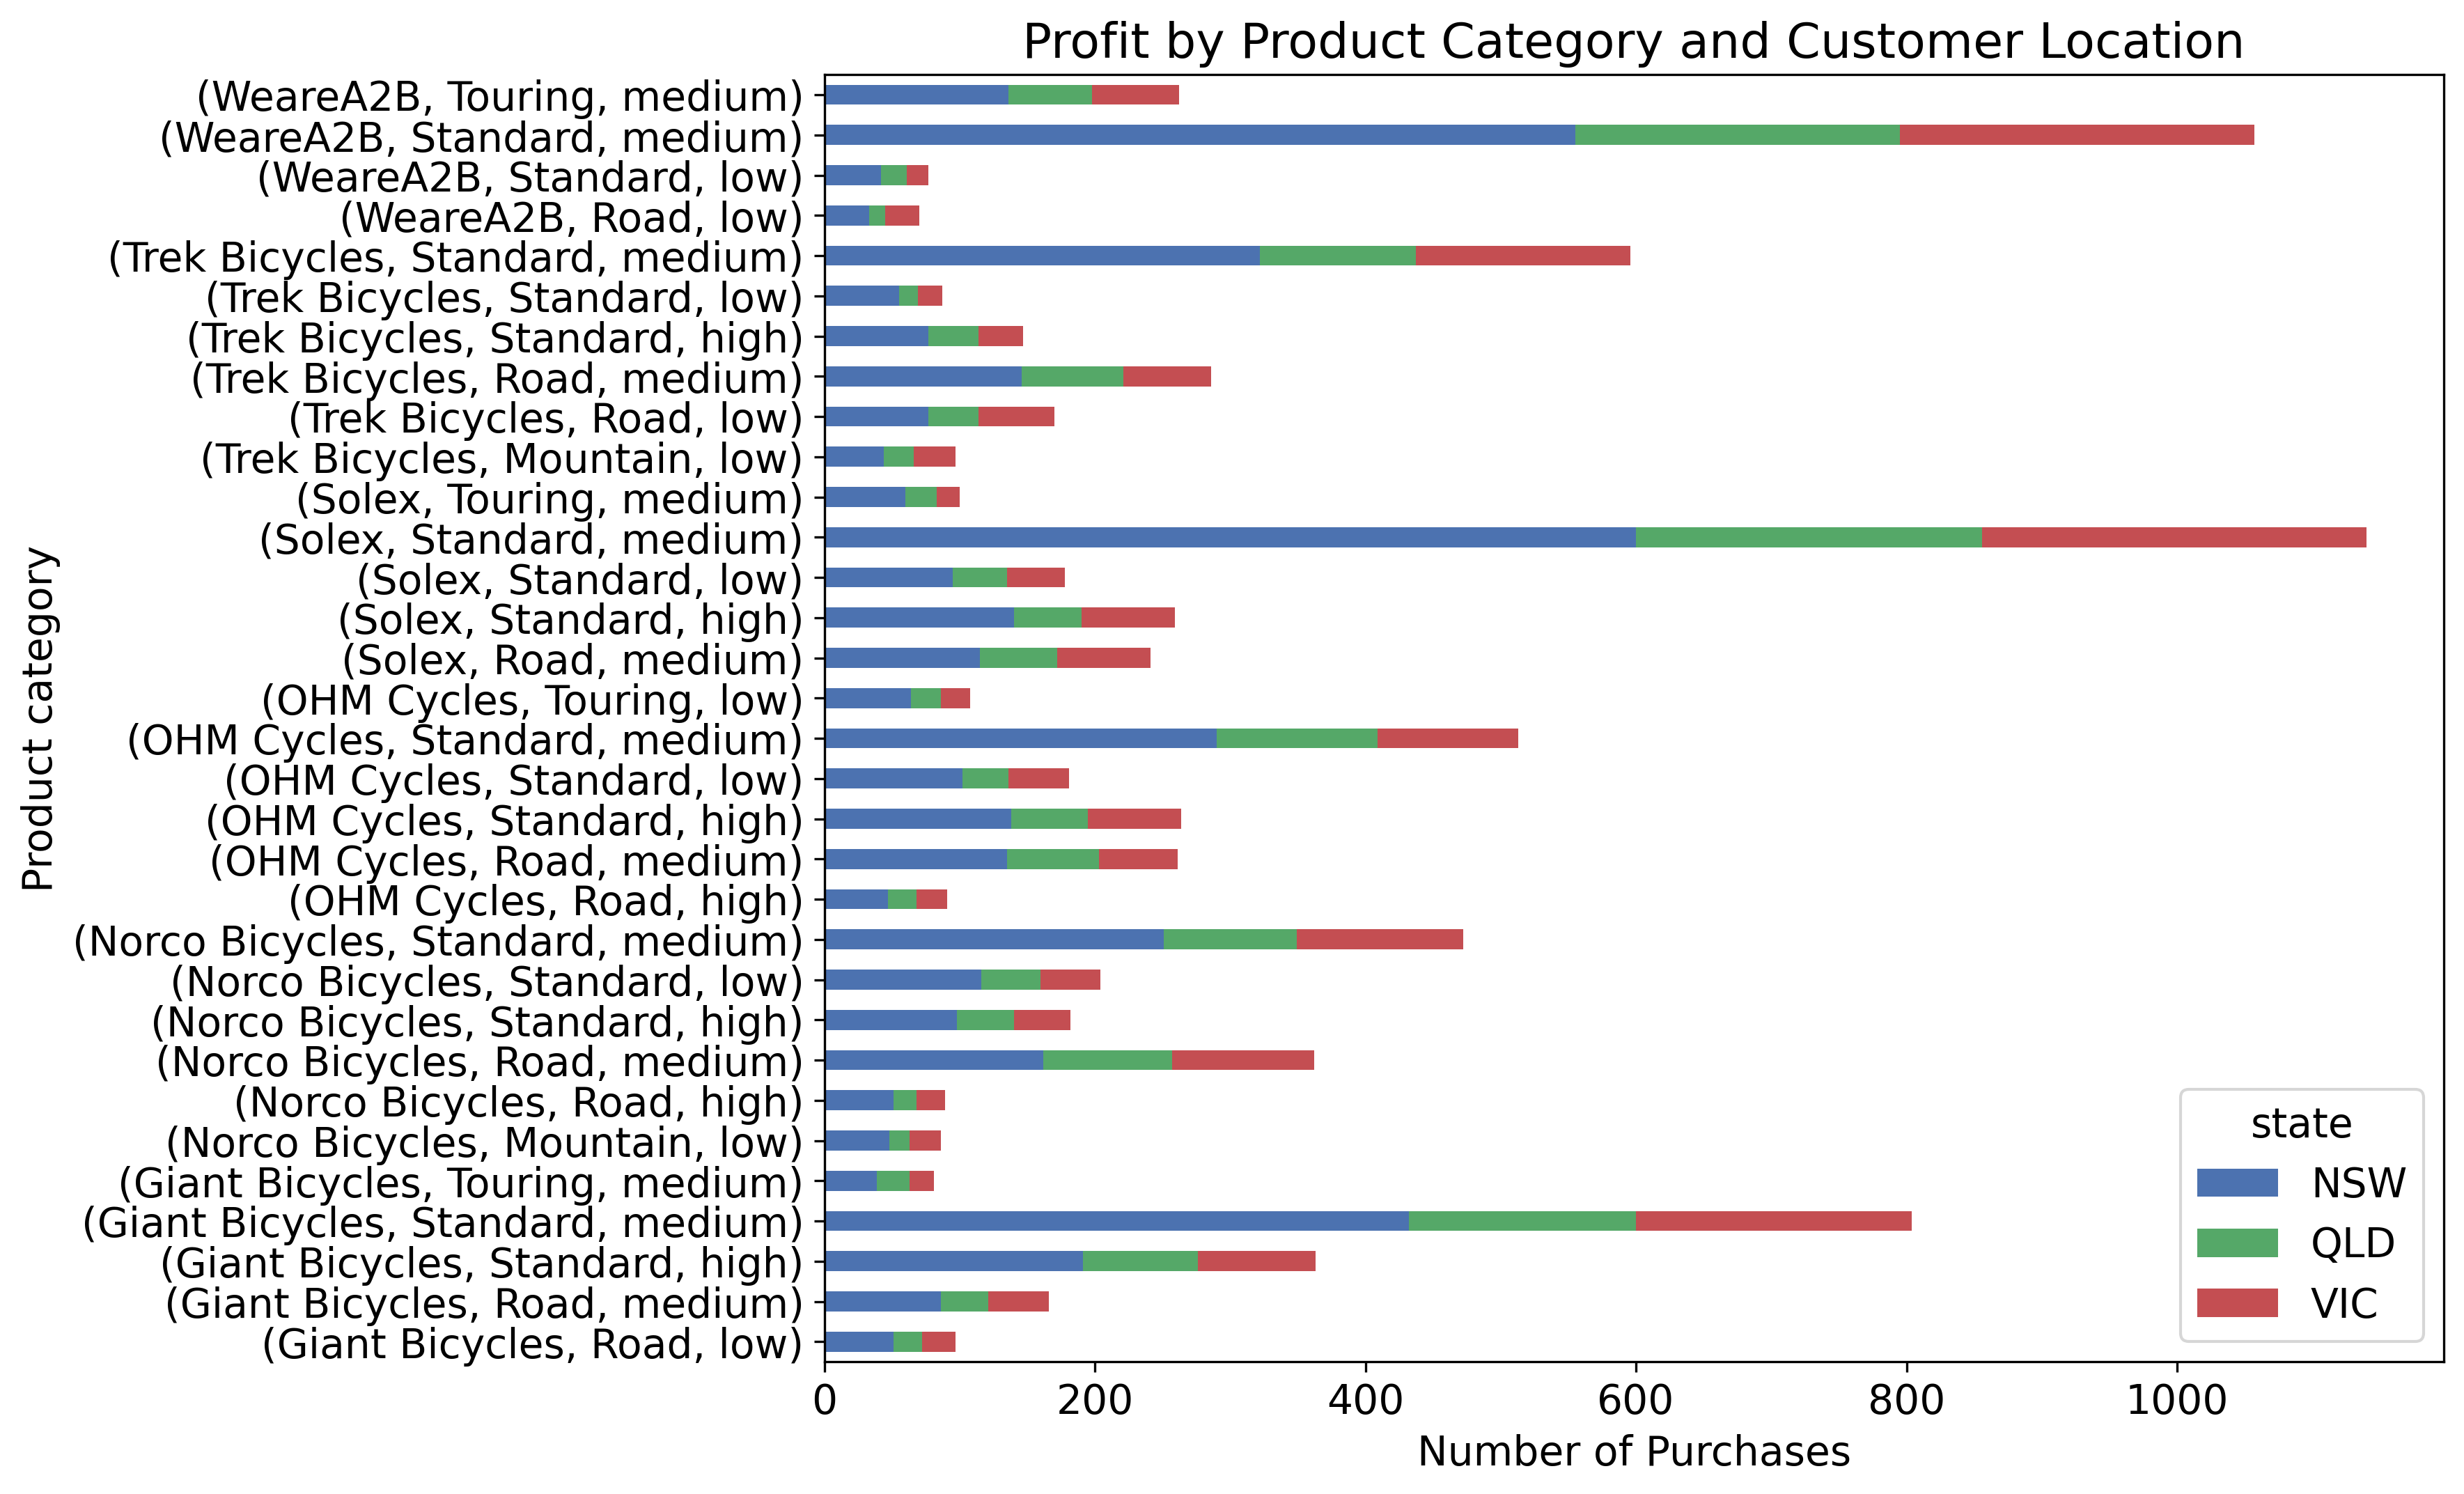 Profit by Product Category and Customer Location
(WeareA2B, Touring, medium)
(WeareA2B, Standard, medium)
(WeareA2B, Standard, low)
(WeareA2B, Road, low)
(Trek Bicycles, Standard, medium)
(Trek Bicycles, Standard, low)
(Trek Bicycles, Standard, high)
(Trek Bicycles, Road, medium)
(Trek Bicycles, Road, low)
(Trek Bicycles, Mountain, low)
(Solex, Touring, medium)
(Solex, Standard, medium)
(Solex, Standard, low)
(Solex, Standard, high)
(Solex, Road, medium)
(OHM Cycles, Touring, low)
(OHM Cycles, Standard, medium)
(OHM Cycles, Standard, low)
(OHM Cycles, Standard, high)
(OHM Cycles, Road, medium)
(OHM Cycles, Road, high)
(Norco Bicycles, Standard, medium)
(Norco Bicycles, Standard, low)
(Norco Bicycles, Standard, high)
(Norco Bicycles, Road, medium)
(Norco Bicycles, Road, high)
(Norco Bicycles, Mountain, low)
(Giant Bicycles, Touring, medium)
(Giant Bicycles, Standard, medium)
(Giant Bicycles, Standard, high)
(Giant Bicycles, Road, medium)
(Giant Bicycles, Road, low)
Product category
state
NSW
QLD
VIC
0 200 400 600 800 1000
Number of Purchases